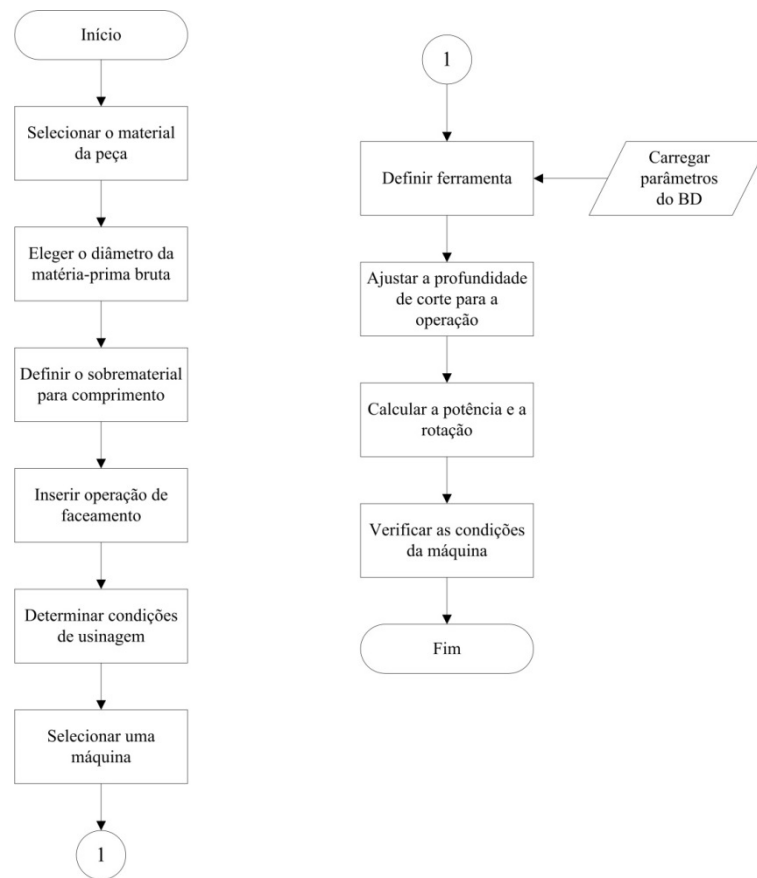 Início
Selecionar o material
da peça
Eleger o diâmetro da
matéria-prima bruta
Definir o sobrematerial
para comprimento
Inserir operação de
faceamento
Determinar condições
de usinagem
Selecionar uma
máquina
1
1
Definir ferramenta
Carregar
parâmetros
do BD
Ajustar a profundidade
de corte para a
operação
Calcular a potência e a
rotação
Verificar as condições
da máquina
Fim